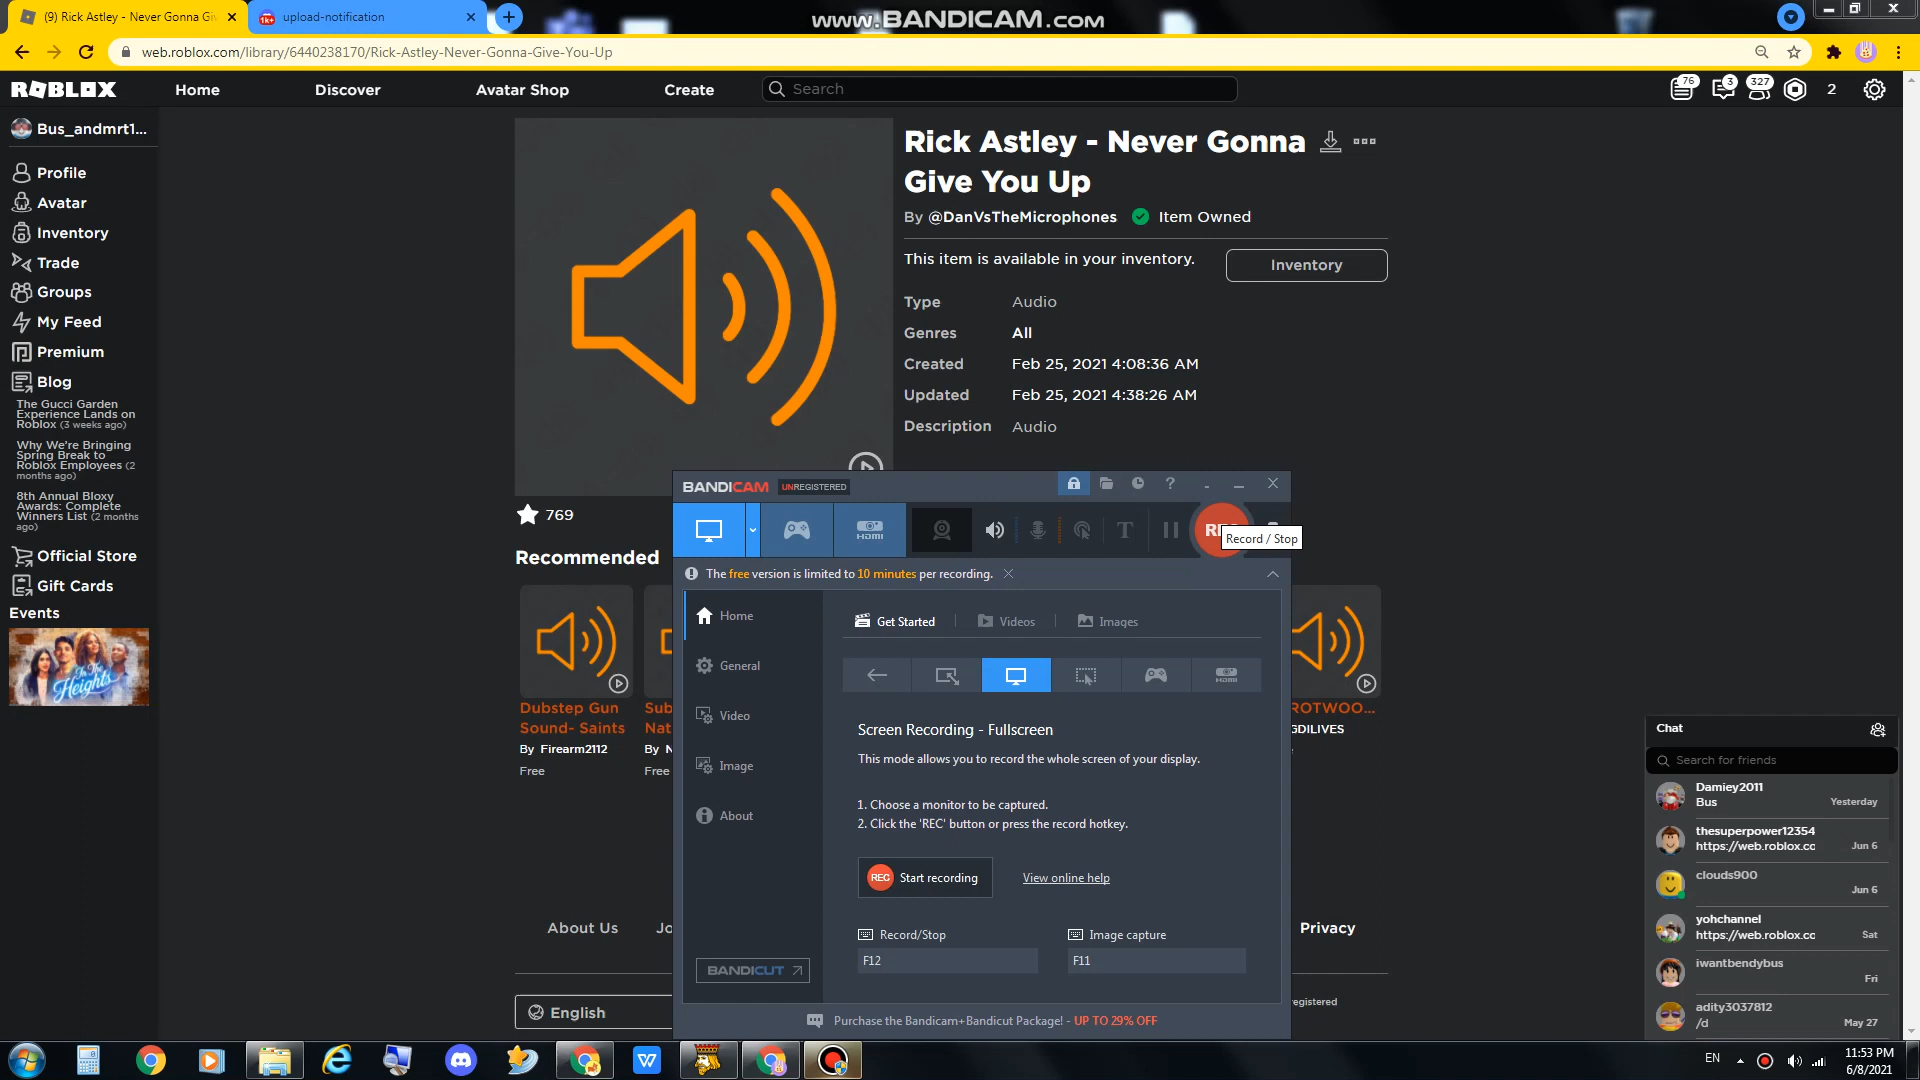 (9) Rick Astley - Never Gonna Gi
upload-notification
www.BANDICAM.com
web.roblox.com/library/6440238170/Rick-Astley-Never-Gonna-Give-You-Up
ROBLOX
Home
Discover
Avatar Shop
Create
Search
76
3
327
2
Bus_andmrt1...
Profile
Avatar
Inventory
Trade
Groups
My Feed
Premium
Blog
The Gucci Garden
Experience Lands on
Roblox (3 weeks ago)
Why We're Bringing
Spring Break to
Roblox Employees (2
months ago)
8th Annual Bloxy
Awards: Complete
Winners List (2 months
ago)
Official Store
Gift Cards
Events
In The Heights
Rick Astley - Never Gonna
Give You Up
By @DanVsTheMicrophones
Item Owned
This item is available in your inventory.
Inventory
Type Audio
Genres All
Created Feb 25, 2021 4:08:36 AM
Updated Feb 25, 2021 4:38:26 AM
Description Audio
769
Recommended
Dubstep Gun
Sound- Saints
By Firearm2112
Free
Sub
Nat
By N
Free
ROTWOO...
GDILIVES
About Us
Jo
Privacy
English
egistered
BANDICAM UNREGISTERED
HDMI
REC
Record / Stop
The free version is limited to 10 minutes per recording.
Home
General
Video
Image
About
BANDICUT
Get Started
Videos
Images
HDMI
Screen Recording - Fullscreen
This mode allows you to record the whole screen of your display.
1. Choose a monitor to be captured.
2. Click the 'REC' button or press the record hotkey.
REC Start recording
View online help
Record/Stop
F12
Image capture
F11
Purchase the Bandicam+Bandicut Package! - UP TO 29% OFF
Chat
Search for friends
Damiey2011
Bus
Yesterday
thesuperpower12354
https://web.roblox.cc
Jun 6
clouds900
Jun 6
yohchannel
https://web.roblox.cc
Sat
iwantbendybus
Fri
adity3037812
/d
May 27
EN
11:53 PM
6/8/2021